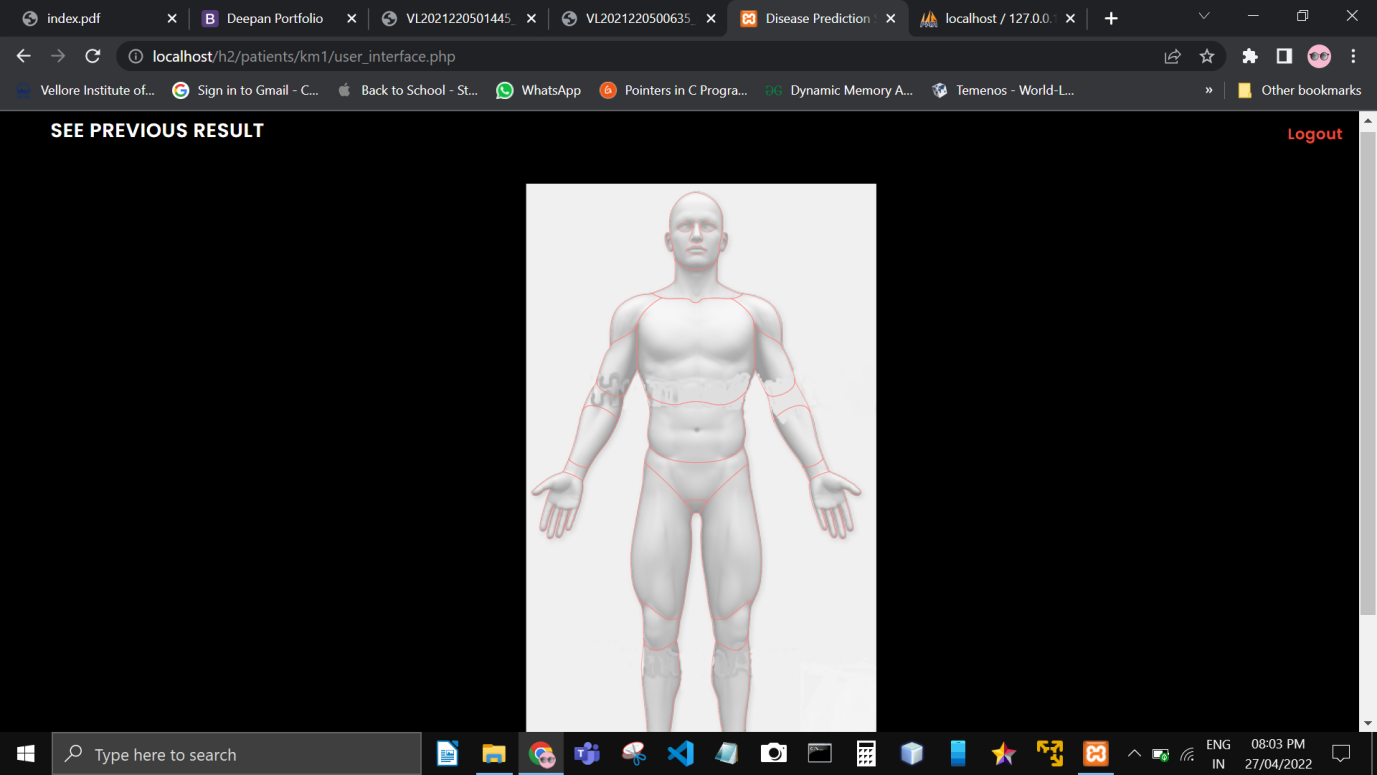 index.pdf
Deepan Portfolio
VL2021220501445_
VL2021220500635_
Disease Prediction
localhost / 127.0.0.1
localhost/h2/patients/km1/user_interface.php
Vellore Institute of...
Sign in to Gmail - C...
Back to School - St...
WhatsApp
Pointers in C Progra...
Dynamic Memory A...
Temenos - World-L...
»
Other bookmarks
SEE PREVIOUS RESULT
Logout
Type here to search
ENG
IN
08:03 PM
27/04/2022